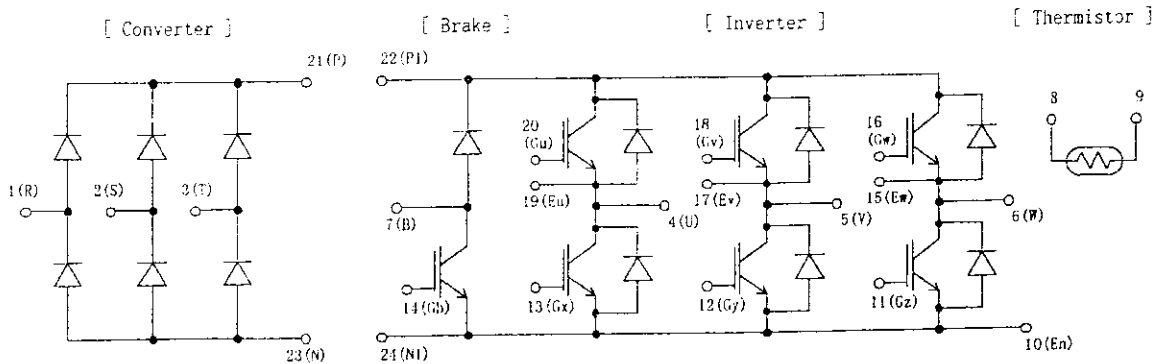 [ Converter ]
[ Brake ]
[ Inverter ]
[ Thermistor ]
21(P)
22(P1)
8
9
20
(Gu)
18
(Gv)
16
(Gw)
1(R)
2(S)
3(T)
19(Eu)
17(Ev)
15(Ew)
7(B)
4(U)
5(V)
6(W)
14(Gb)
13(Gx)
12(Gy)
11(Gz)
23(N)
24(N1)
10(En)